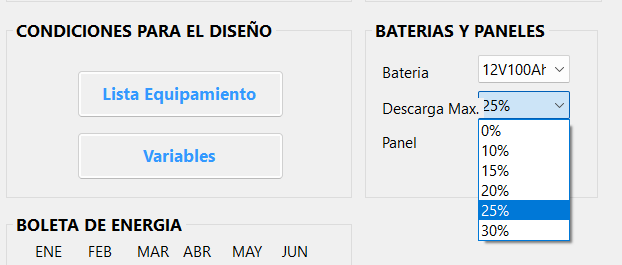 CONDICIONES PARA EL DISEÑO
Lista Equipamiento
Variables
BATERIAS Y PANELES
Bateria 12V100Ah
Descarga Max. 25%
Panel
0%
10%
15%
20%
25%
30%
BOLETA DE ENERGIA
ENE FEB MAR ABR MAY JUN